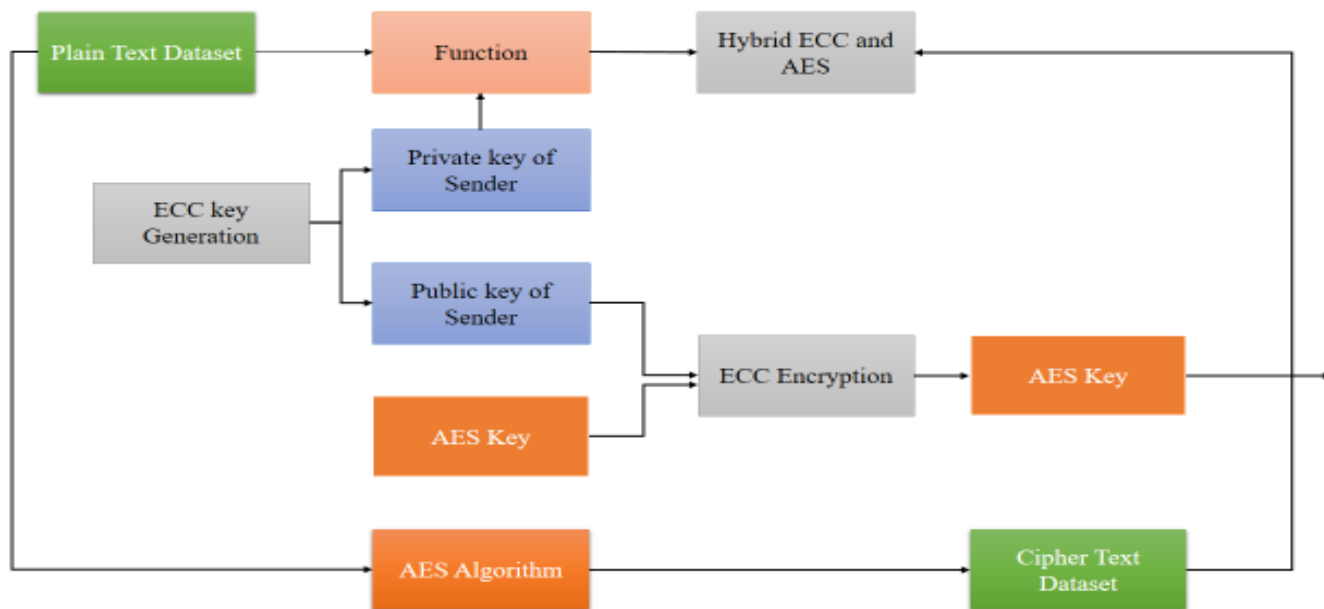 Plain Text Dataset
Function
Hybrid ECC and
AES
Private key of
Sender
ECC key
Generation
Public key of
Sender
ECC Encryption
AES Key
AES Key
AES Algorithm
Cipher Text
Dataset